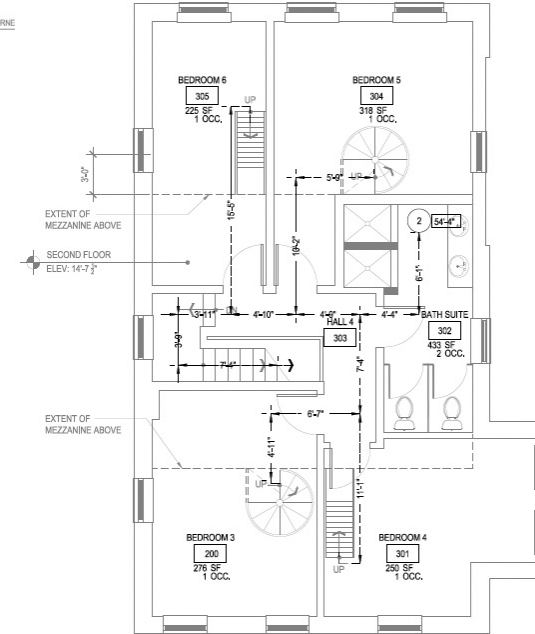 RNE
BEDROOM 6
305
225 SF
1 OCC.
UP
BEDROOM 5
304
318 SF
1 OCC.
UP
5'-9"
3'-0"
15'-5"
10'-2"
EXTENT OF
MEZZANINE ABOVE
2
54'-4"
6'-1"
SECOND FLOOR
ELEV: 14'-7 ½"
3'-11"
DN
4'-10"
4'-9"
4'-4"
HALL 4
303
BATH SUITE
302
433 SF
2 OCC.
3'-9"
7'-4"
7'-4"
EXTENT OF
MEZZANINE ABOVE
6'-7"
4'-11"
UP
11'-1"
BEDROOM 3
200
276 SF
1 OCC.
UP
BEDROOM 4
301
250 SF
1 OCC.